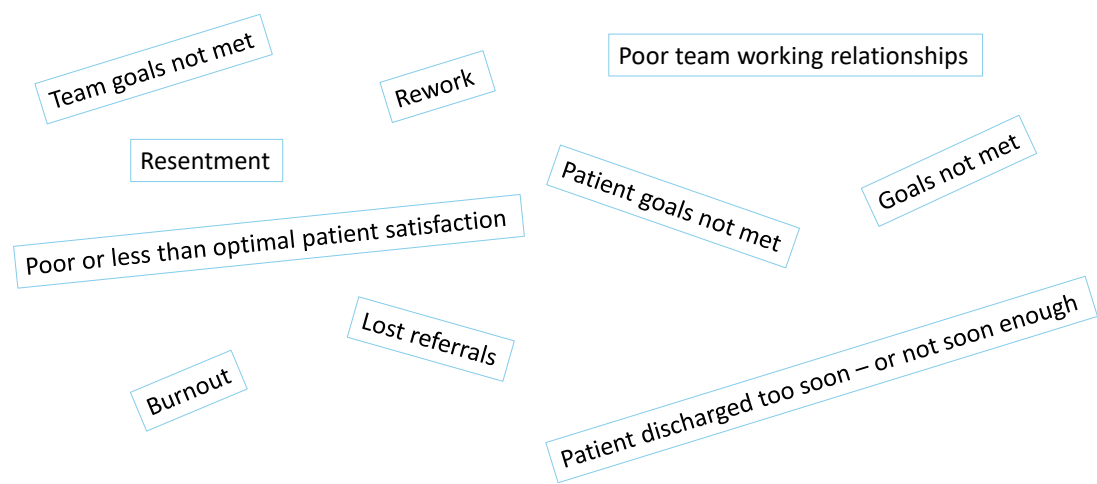 Team goals not met
Rework
Poor team working relationships
Resentment
Patient goals not met
Goals not met
Poor or less than optimal patient satisfaction
Lost referrals
Burnout
Patient discharged too soon – or not soon enough